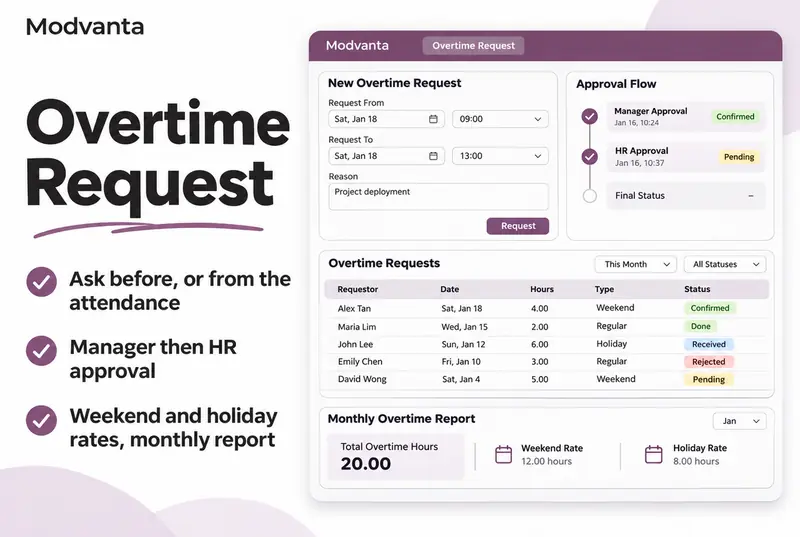 Modvanta
Overtime
Request
Ask before, or from the
attendance
Manager then HR
approval
Weekend and holiday
rates, monthly report
Modvanta
Overtime Request
New Overtime Request
Request From
Sat, Jan 18
09:00
Request To
Sat, Jan 18
13:00
Reason
Project deployment
Request
Approval Flow
Manager Approval
Jan 16, 10:24
Confirmed
HR Approval
Jan 16, 10:37
Pending
Final Status
–
Overtime Requests
This Month
All Statuses
Requestor Date Hours Type Status
Alex Tan Sat, Jan 18 4.00 Weekend Confirmed
Maria Lim Wed, Jan 15 2.00 Regular Done
John Lee Sun, Jan 12 6.00 Holiday Received
Emily Chen Fri, Jan 10 3.00 Regular Rejected
David Wong Sat, Jan 4 5.00 Weekend Pending
Monthly Overtime Report
Jan
Total Overtime Hours
20.00
Weekend Rate
12.00 hours
Holiday Rate
8.00 hours